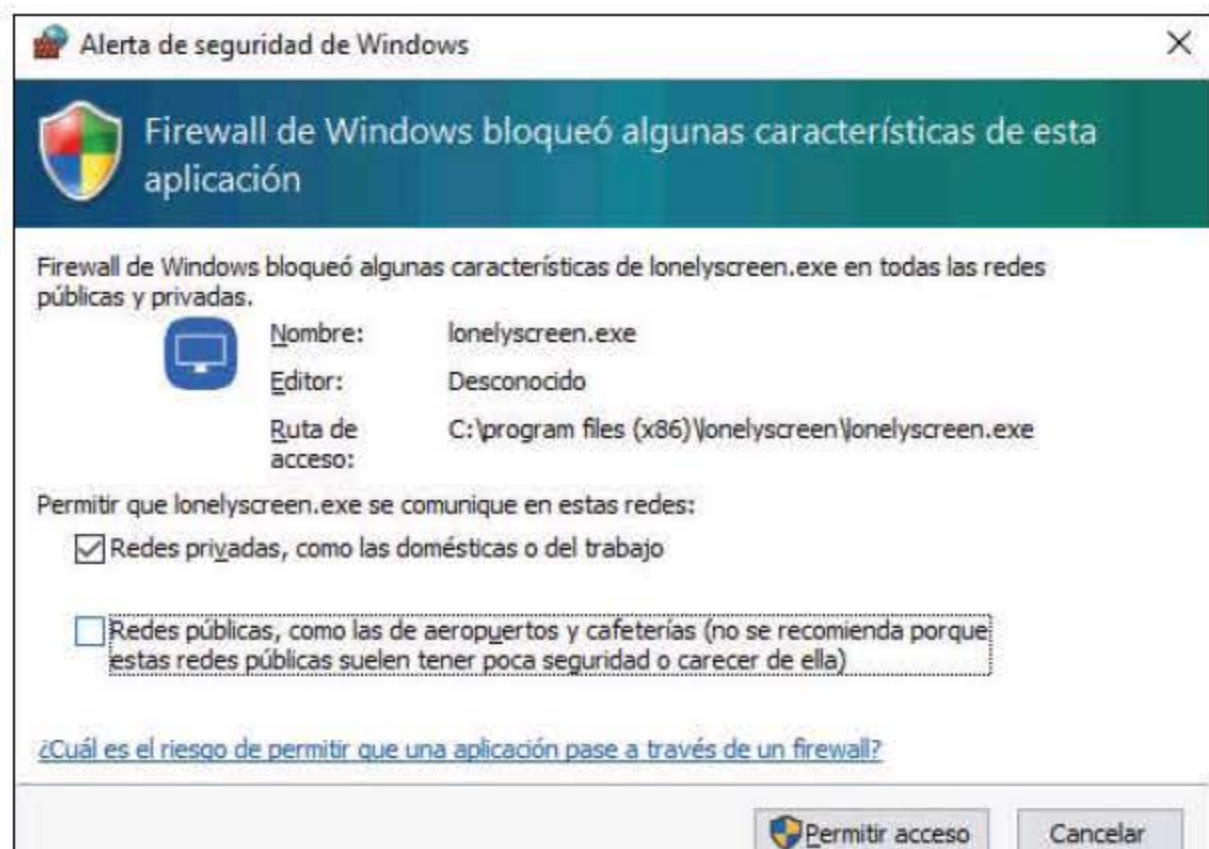 Alerta de seguridad de Windows
Firewall de Windows bloqueó algunas características de esta
aplicación
Firewall de Windows bloqueó algunas características de lonelyscreen.exe en todas las redes
públicas y privadas.
Nombre: lonelyscreen.exe
Editor: Desconocido
Ruta de C:\program files (x86)\lonelyscreen\lonelyscreen.exe
acceso:
Permitir que lonelyscreen.exe se comunique en estas redes:
Redes privadas, como las domésticas o del trabajo
Redes públicas, como las de aeropuertos y cafeterías (no se recomienda porque
estas redes públicas suelen tener poca seguridad o carecer de ella)
¿Cuál es el riesgo de permitir que una aplicación pase a través de un firewall?
Permitir acceso Cancelar